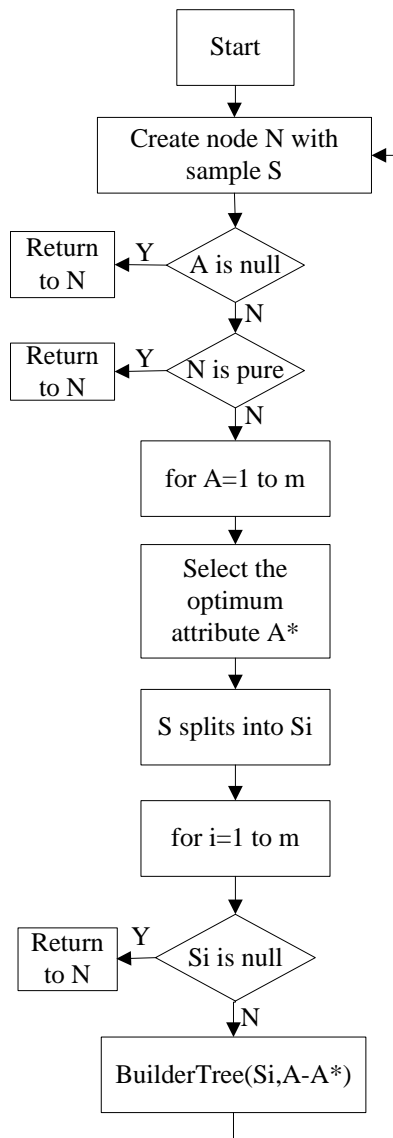 Start
Create node N with
sample S
A is null
Y
Return
to N
N
N is pure
Y
Return
to N
N
for A=1 to m
Select the
optimum
attribute A*
S splits into Si
for i=1 to m
Si is null
Y
Return
to N
N
BuilderTree(Si,A-A*)